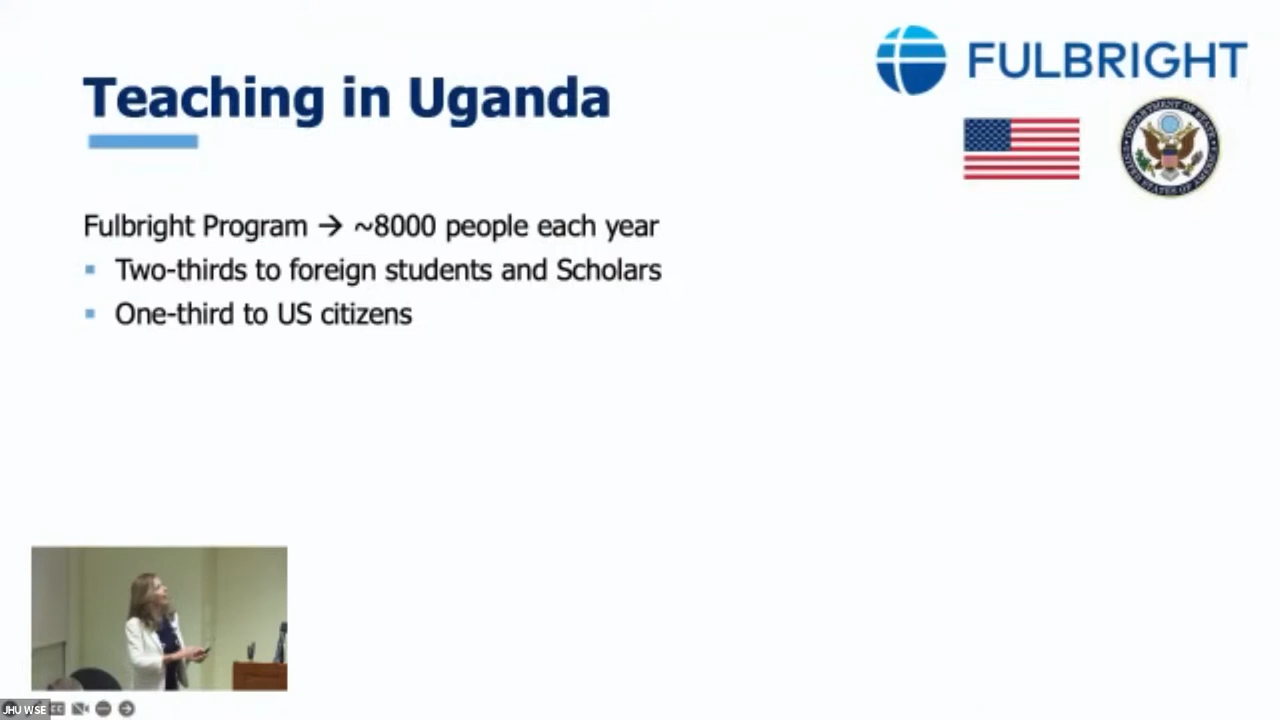 FULBRIGHT
Teaching in Uganda
Fulbright Program → ~8000 people each year
▪ Two-thirds to foreign students and Scholars
▪ One-third to US citizens
JHU WSE
CC